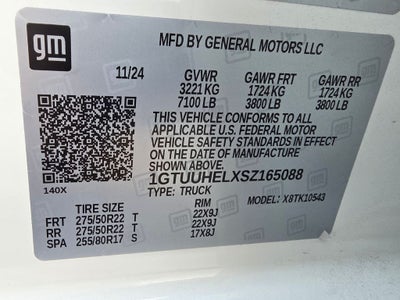 gm
MFD BY GENERAL MOTORS LLC
11/24 GVWR GAWR FRT GAWR RR
3221 KG 1724 KG 1724 KG
7100 LB 3800 LB 3800 LB
THIS VEHICLE CONFORMS TO ALL
APPLICABLE U.S. FEDERAL MOTOR
VEHICLE SAFETY STANDARDS IN EFFECT
ON THE DATE OF MANUFACTURE
SHOWN ABOVE.
140X
1GTUUHELXSZ165088
TYPE: TRUCK MODEL: X8TK10543
TIRE SIZE RIM
FRT 275/50R22 T 22X9J
RR 275/50R22 T 22X9J
SPA 255/80R17 S 17X8J